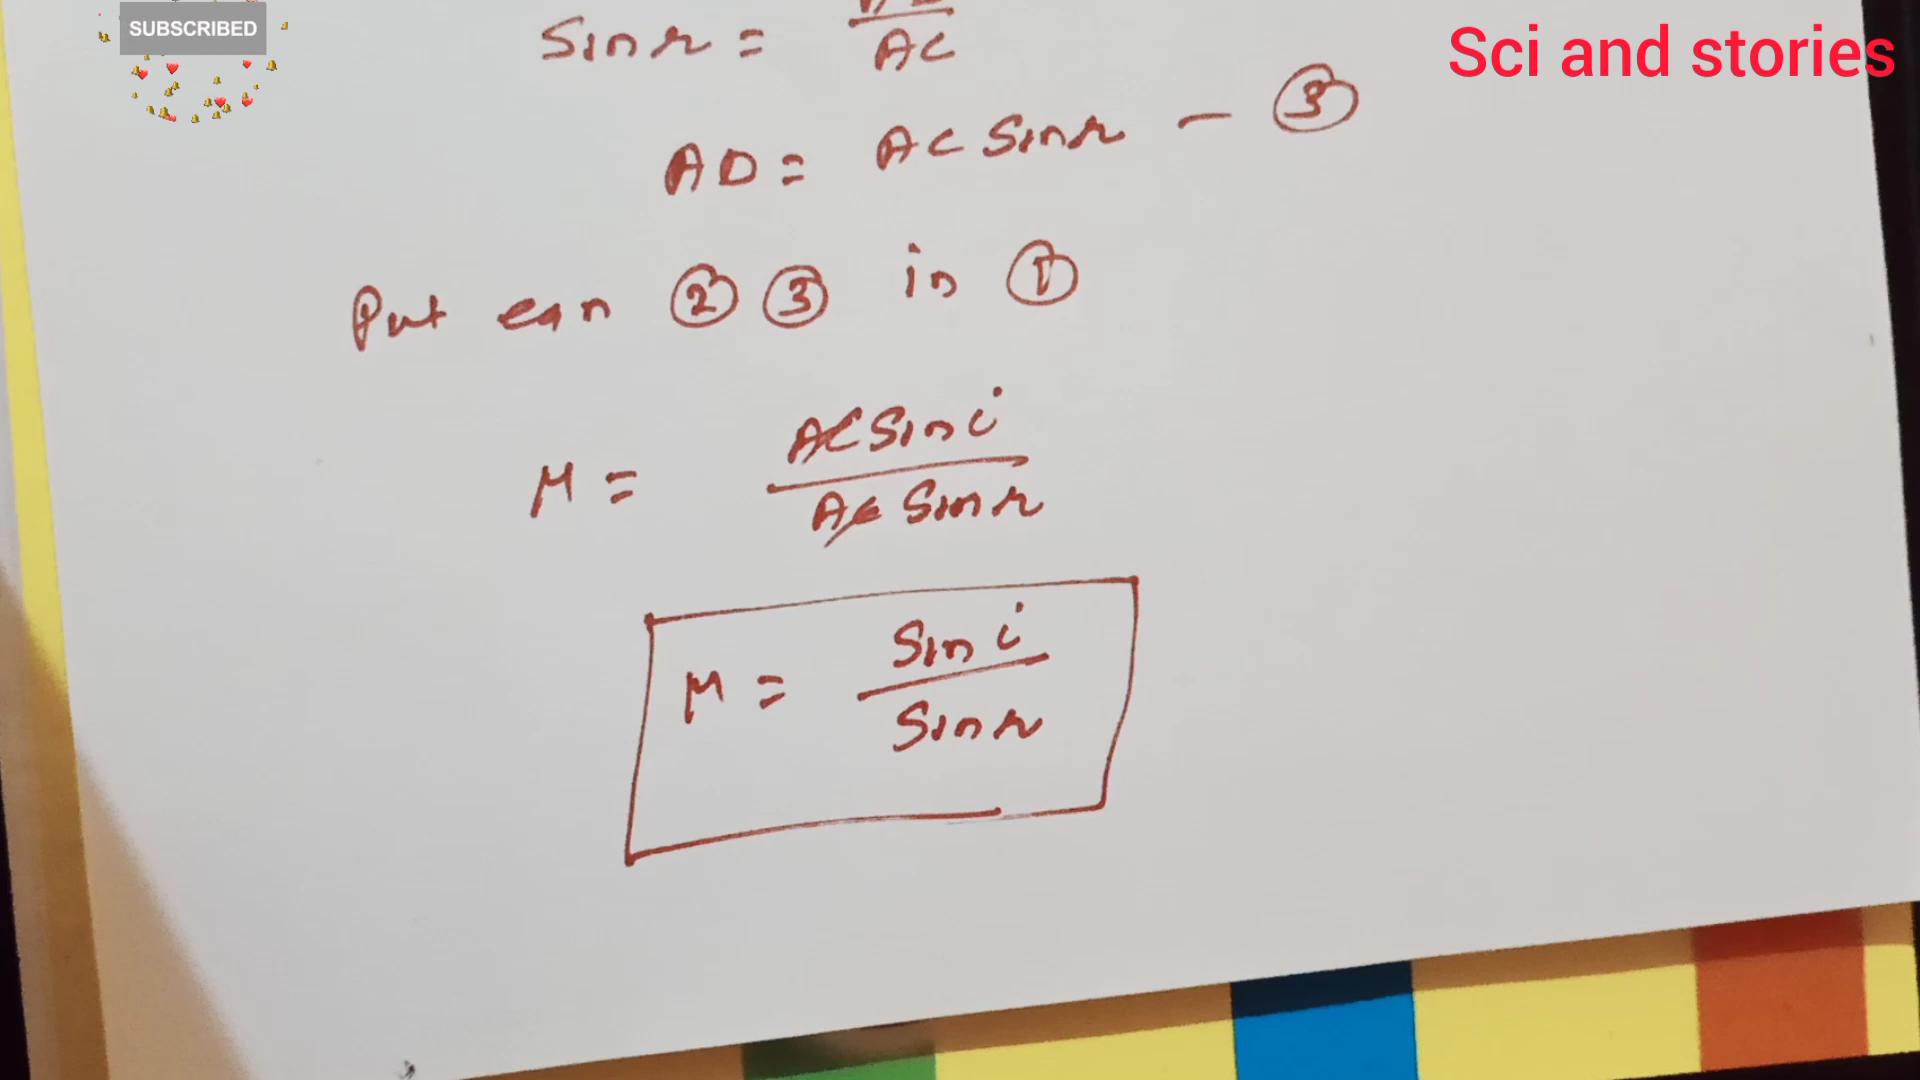 SUBSCRIBED
Sci and stories
Sin r =
AC
AD = AC Sin r — ③
Put eqn ② ③ in ①
μ = AC Sin i / AC Sin r
μ = Sin i / Sin r